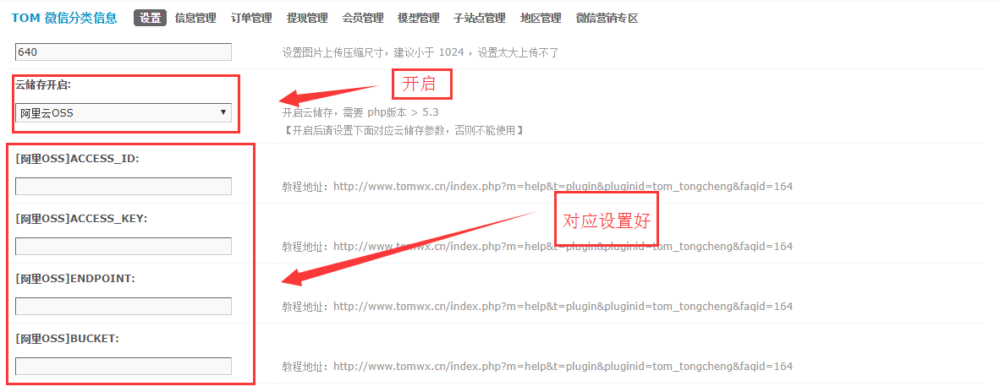 TOM 微信分类信息 设置 信息管理 订单管理 提现管理 会员管理 模型管理 子站点管理 地区管理 微信营销专区
640 设置图片上传压缩尺寸，建议小于 1024 ，设置太大上传不了
云储存开启: 开启
阿里云OSS 开启云储存，需要 php版本 > 5.3
【开启后请设置下面对应云储存参数，否则不能使用】
[阿里OSS]ACCESS_ID:
教程地址：http://www.tomwx.cn/index.php?m=help&t=plugin&pluginid=tom_tongcheng&faqid=164
[阿里OSS]ACCESS_KEY: 对应设置好
教程地址：http://www.tomwx.cn/index.php?m=help&t=plugin&pluginid=tom_tongcheng&faqid=164
[阿里OSS]ENDPOINT:
教程地址：http://www.tomwx.cn/index.php?m=help&t=plugin&pluginid=tom_tongcheng&faqid=164
[阿里OSS]BUCKET:
教程地址：http://www.tomwx.cn/index.php?m=help&t=plugin&pluginid=tom_tongcheng&faqid=164